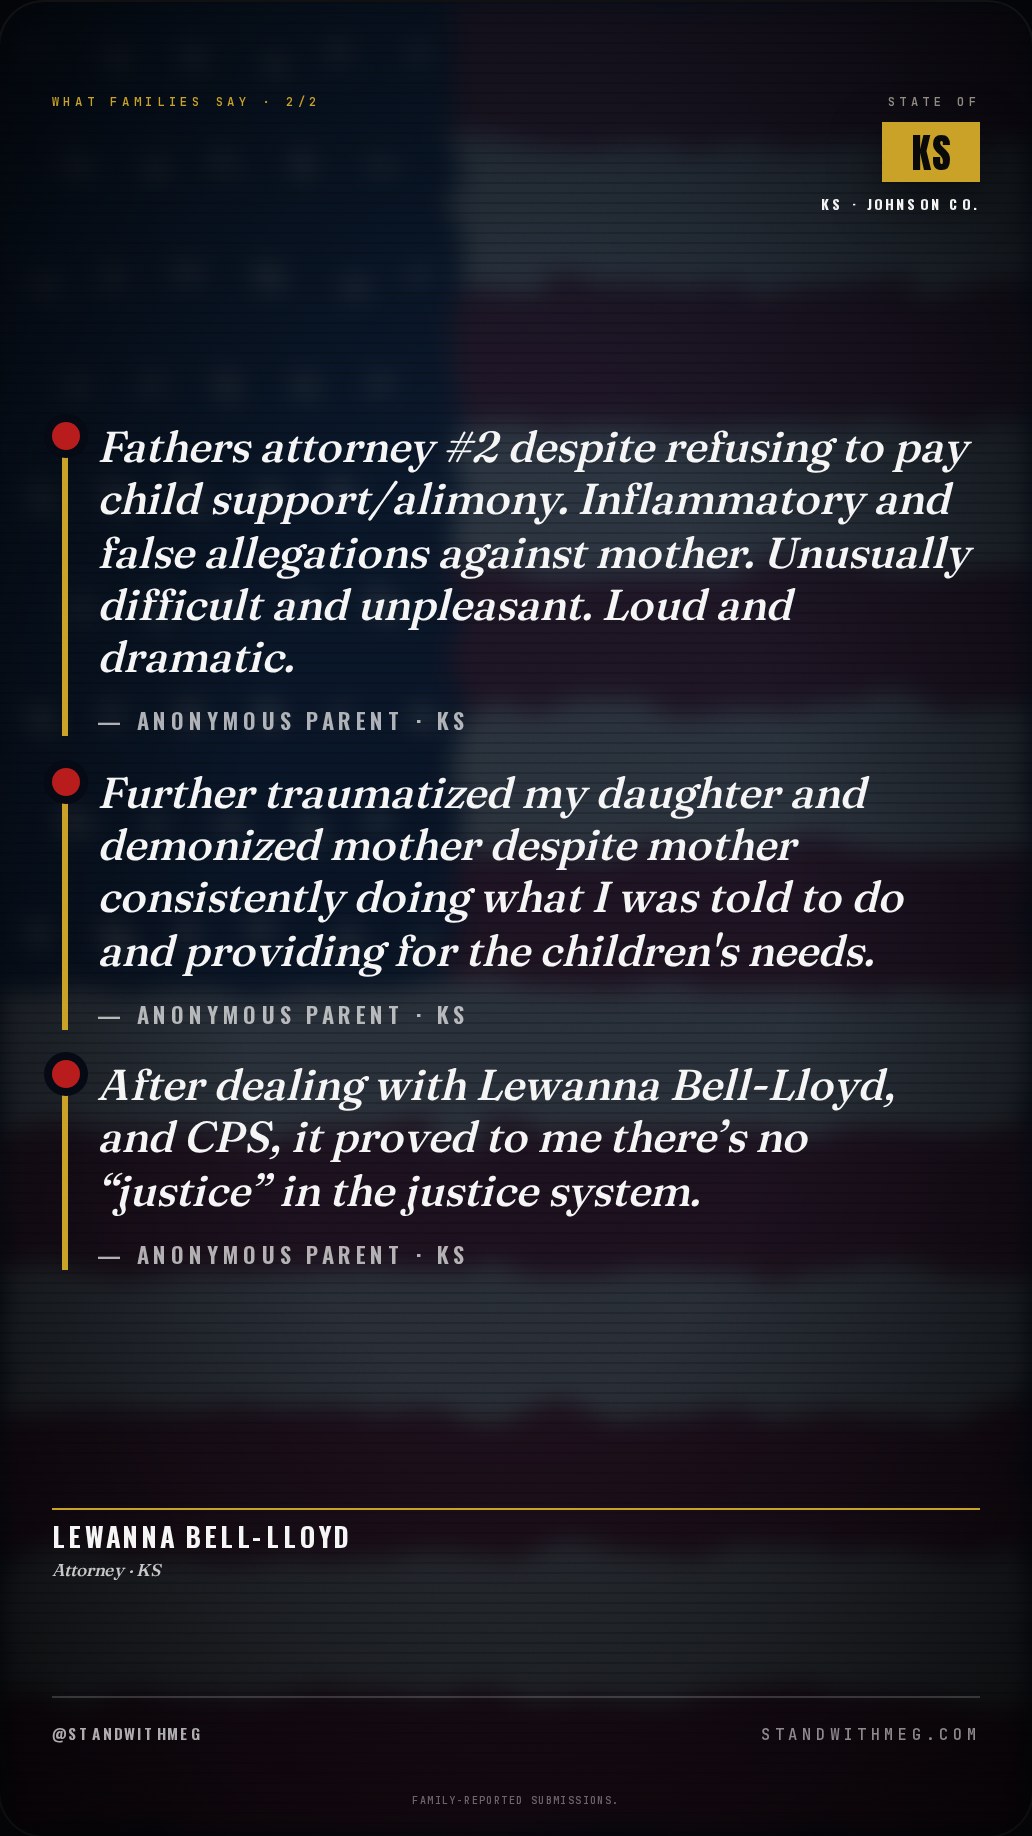 WHAT FAMILIES SAY · 2/2
STATE OF
KS
KS · JOHNSON CO.
Fathers attorney #2 despite refusing to pay
child support/alimony. Inflammatory and
false allegations against mother. Unusually
difficult and unpleasant. Loud and
dramatic.
— ANONYMOUS PARENT · KS
Further traumatized my daughter and
demonized mother despite mother
consistently doing what I was told to do
and providing for the children's needs.
— ANONYMOUS PARENT · KS
After dealing with Lewanna Bell-Lloyd,
and CPS, it proved to me there’s no
“justice” in the justice system.
— ANONYMOUS PARENT · KS
LEWANNA BELL-LLOYD
Attorney · KS
@STANDWITHMEG
STANDWITHMEG.COM
FAMILY-REPORTED SUBMISSIONS.